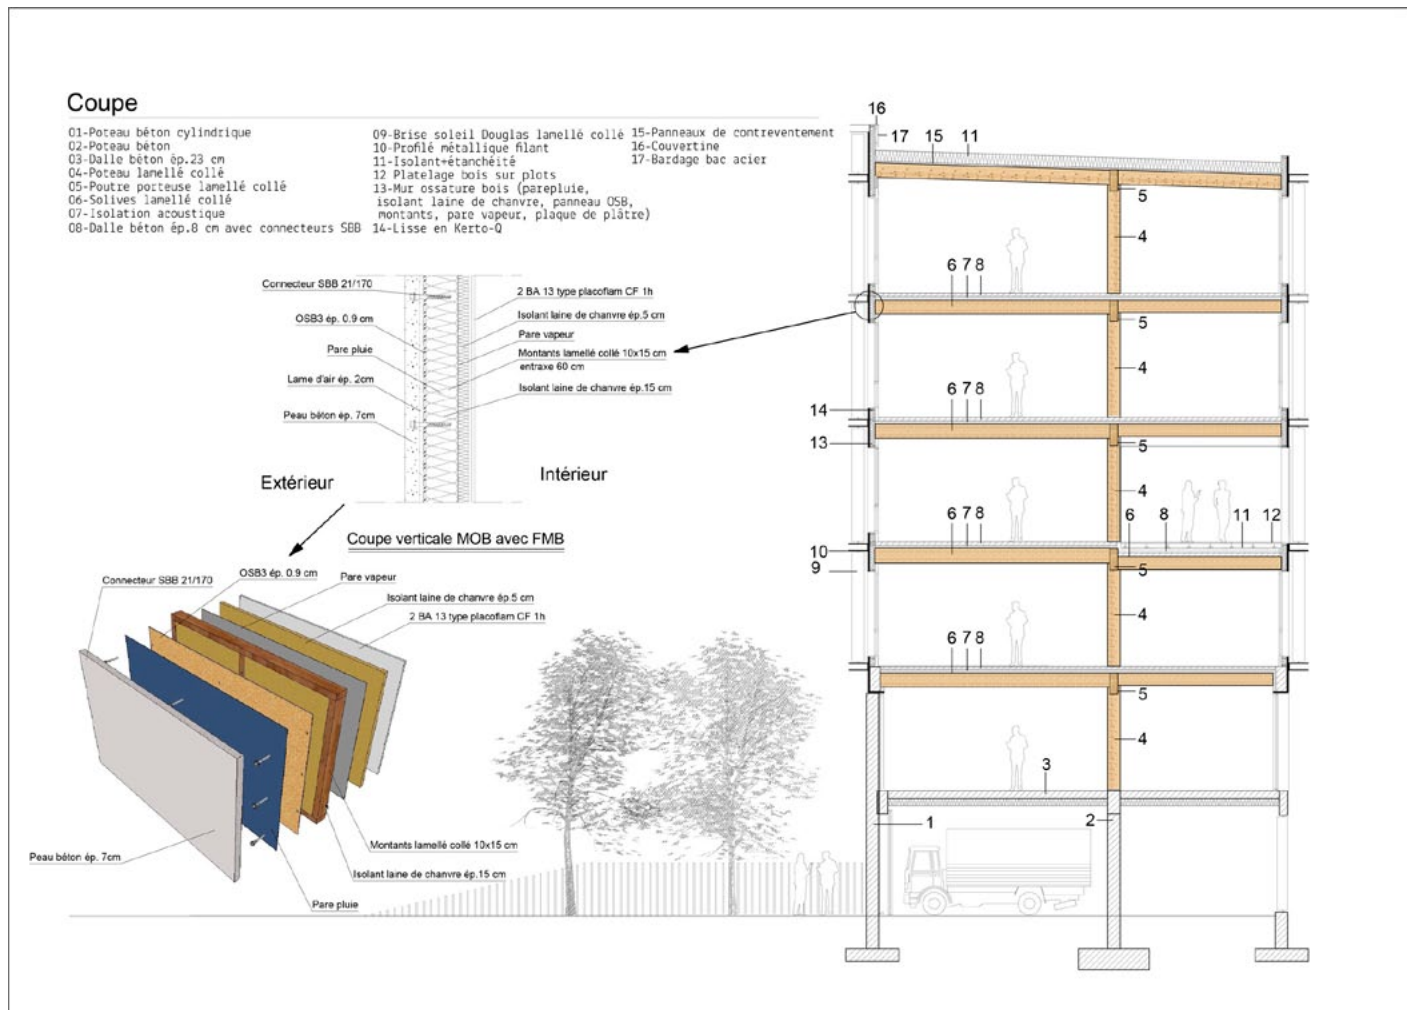 Coupe
01-Poteau béton cylindrique
02-Poteau béton
03-Dalle béton ép.23 cm
04-Poteau lamellé collé
05-Poutre porteuse lamellé collé
06-Solives lamellé collé
07-Isolation acoustique
08-Dalle béton ép.8 cm avec connecteurs SBB
09-Brise soleil Douglas lamellé collé
10-Profilé métallique filant
11-Isolant+étanchéité
12 Platelage bois sur plots
13-Mur ossature bois (parepluie,
isolant laine de chanvre, panneau OSB,
montants, pare vapeur, plaque de plâtre)
14-Lisse en Kerto-Q
15-Panneaux de contreventement
16-Couvertine
17-Bardage bac acier
Connecteur SBB 21/170
OSB3 ép. 0.9 cm
Pare pluie
Lame d'air ép. 2cm
Peau béton ép. 7cm
2 BA 13 type placoflam CF 1h
Isolant laine de chanvre ép.5 cm
Pare vapeur
Montants lamellé collé 10x15 cm
entraxe 60 cm
Isolant laine de chanvre ép.15 cm
Extérieur
Intérieur
Coupe verticale MOB avec FMB
Connecteur SBB 21/170
OSB3 ép. 0.9 cm
Pare vapeur
Isolant laine de chanvre ép.5 cm
2 BA 13 type placoflam CF 1h
Montants lamellé collé 10x15 cm
Isolant laine de chanvre ép.15 cm
Pare pluie
Peau béton ép. 7cm
16
17 15 11
5
4
6 7 8
5
4
6 7 8
14
13
5
4
6 7 8
6 8 11 12
10
9
5
4
6 7 8
5
4
3
1
2